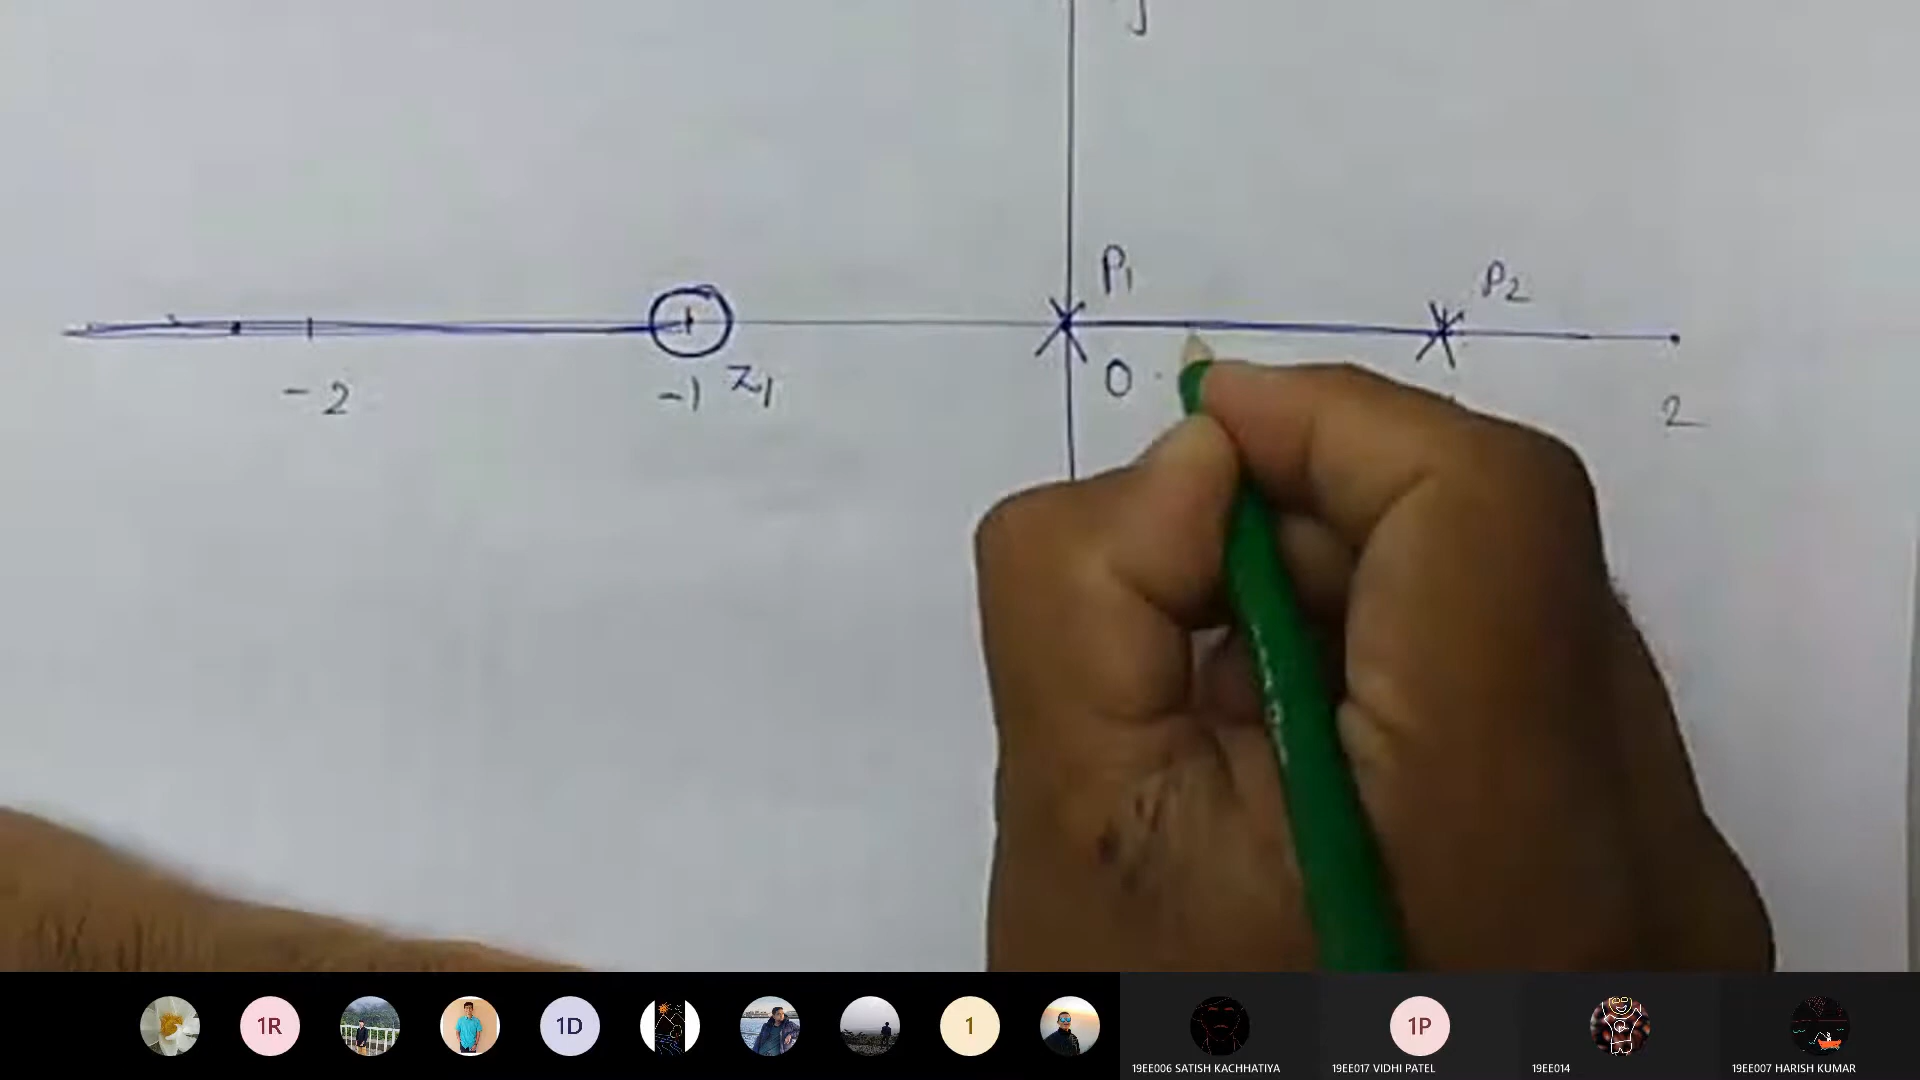 P1
P2
-2
-1 Z1
0
2
1R
1D
1
1P
19EE006 SATISH KACHHATIYA
19EE017 VIDHI PATEL
19EE014
19EE007 HARISH KUMAR